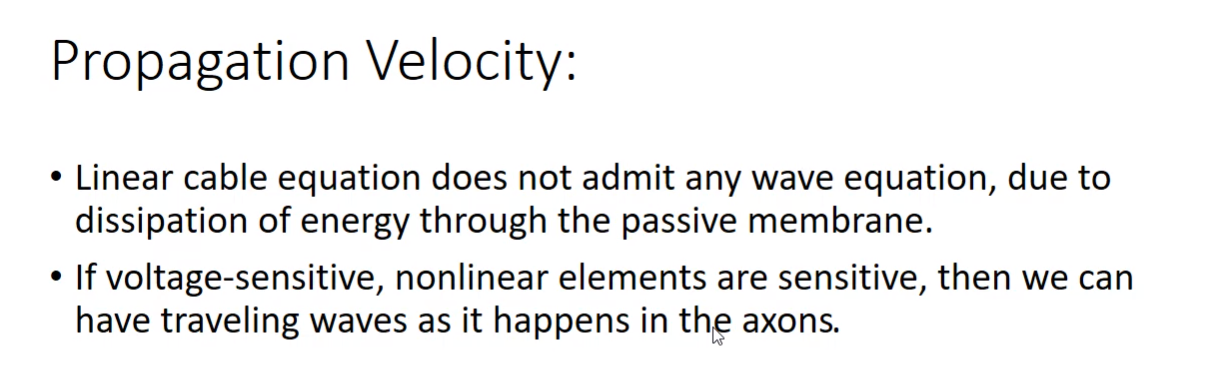 Propagation Velocity:
• Linear cable equation does not admit any wave equation, due to
dissipation of energy through the passive membrane.
• If voltage-sensitive, nonlinear elements are sensitive, then we can
have traveling waves as it happens in the axons.